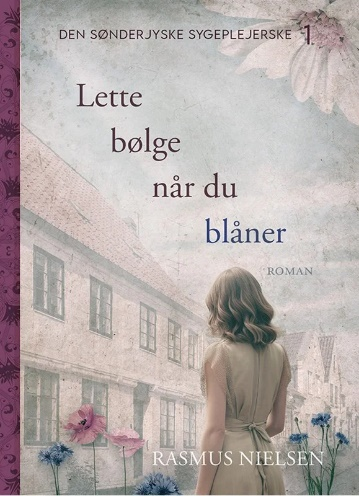 DEN SØNDERJYSKE SYGEPLEJERSKE 1
Lette
bølge
når du
blåner
ROMAN
RASMUS NIELSEN